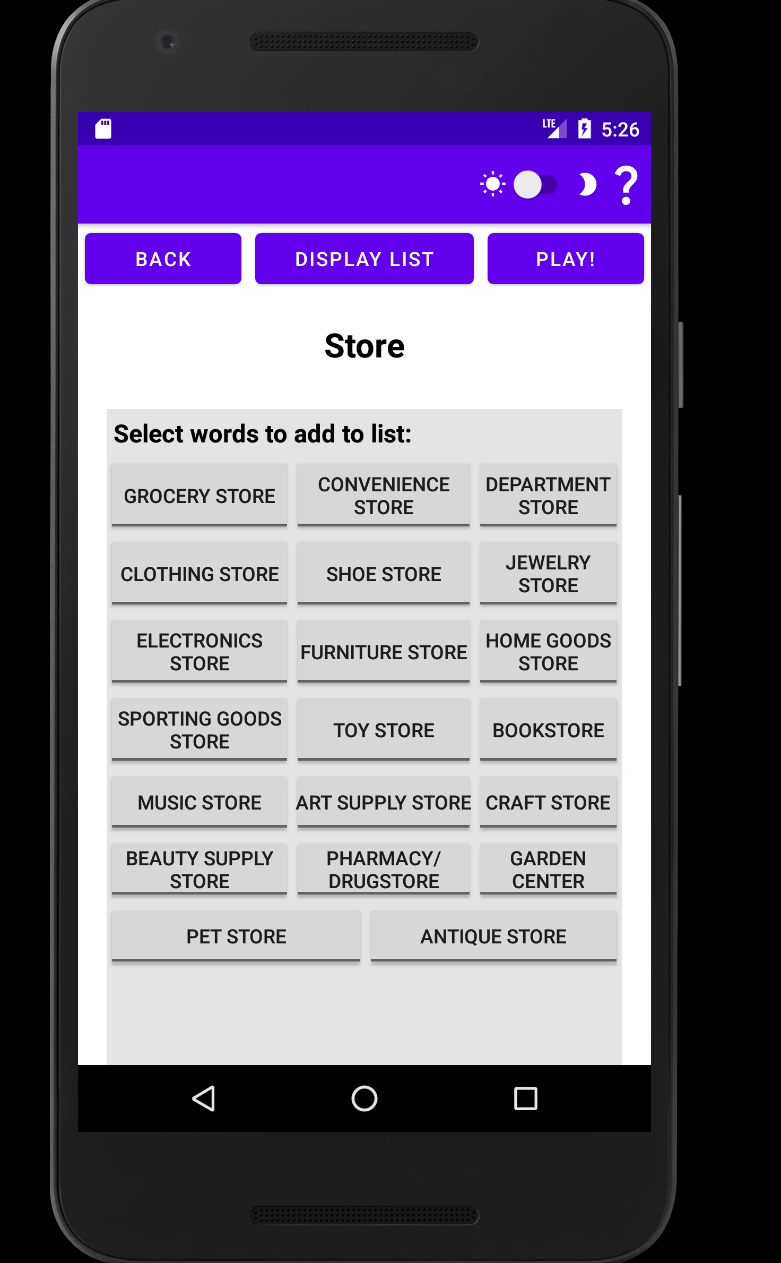 LTE 5:26
?
BACK DISPLAY LIST PLAY!
Store
Select words to add to list:
GROCERY STORE
CONVENIENCE
STORE
DEPARTMENT
STORE
CLOTHING STORE
SHOE STORE
JEWELRY
STORE
ELECTRONICS
STORE
FURNITURE STORE
HOME GOODS
STORE
SPORTING GOODS
STORE
TOY STORE
BOOKSTORE
MUSIC STORE
ART SUPPLY STORE
CRAFT STORE
BEAUTY SUPPLY
STORE
PHARMACY/
DRUGSTORE
GARDEN
CENTER
PET STORE
ANTIQUE STORE